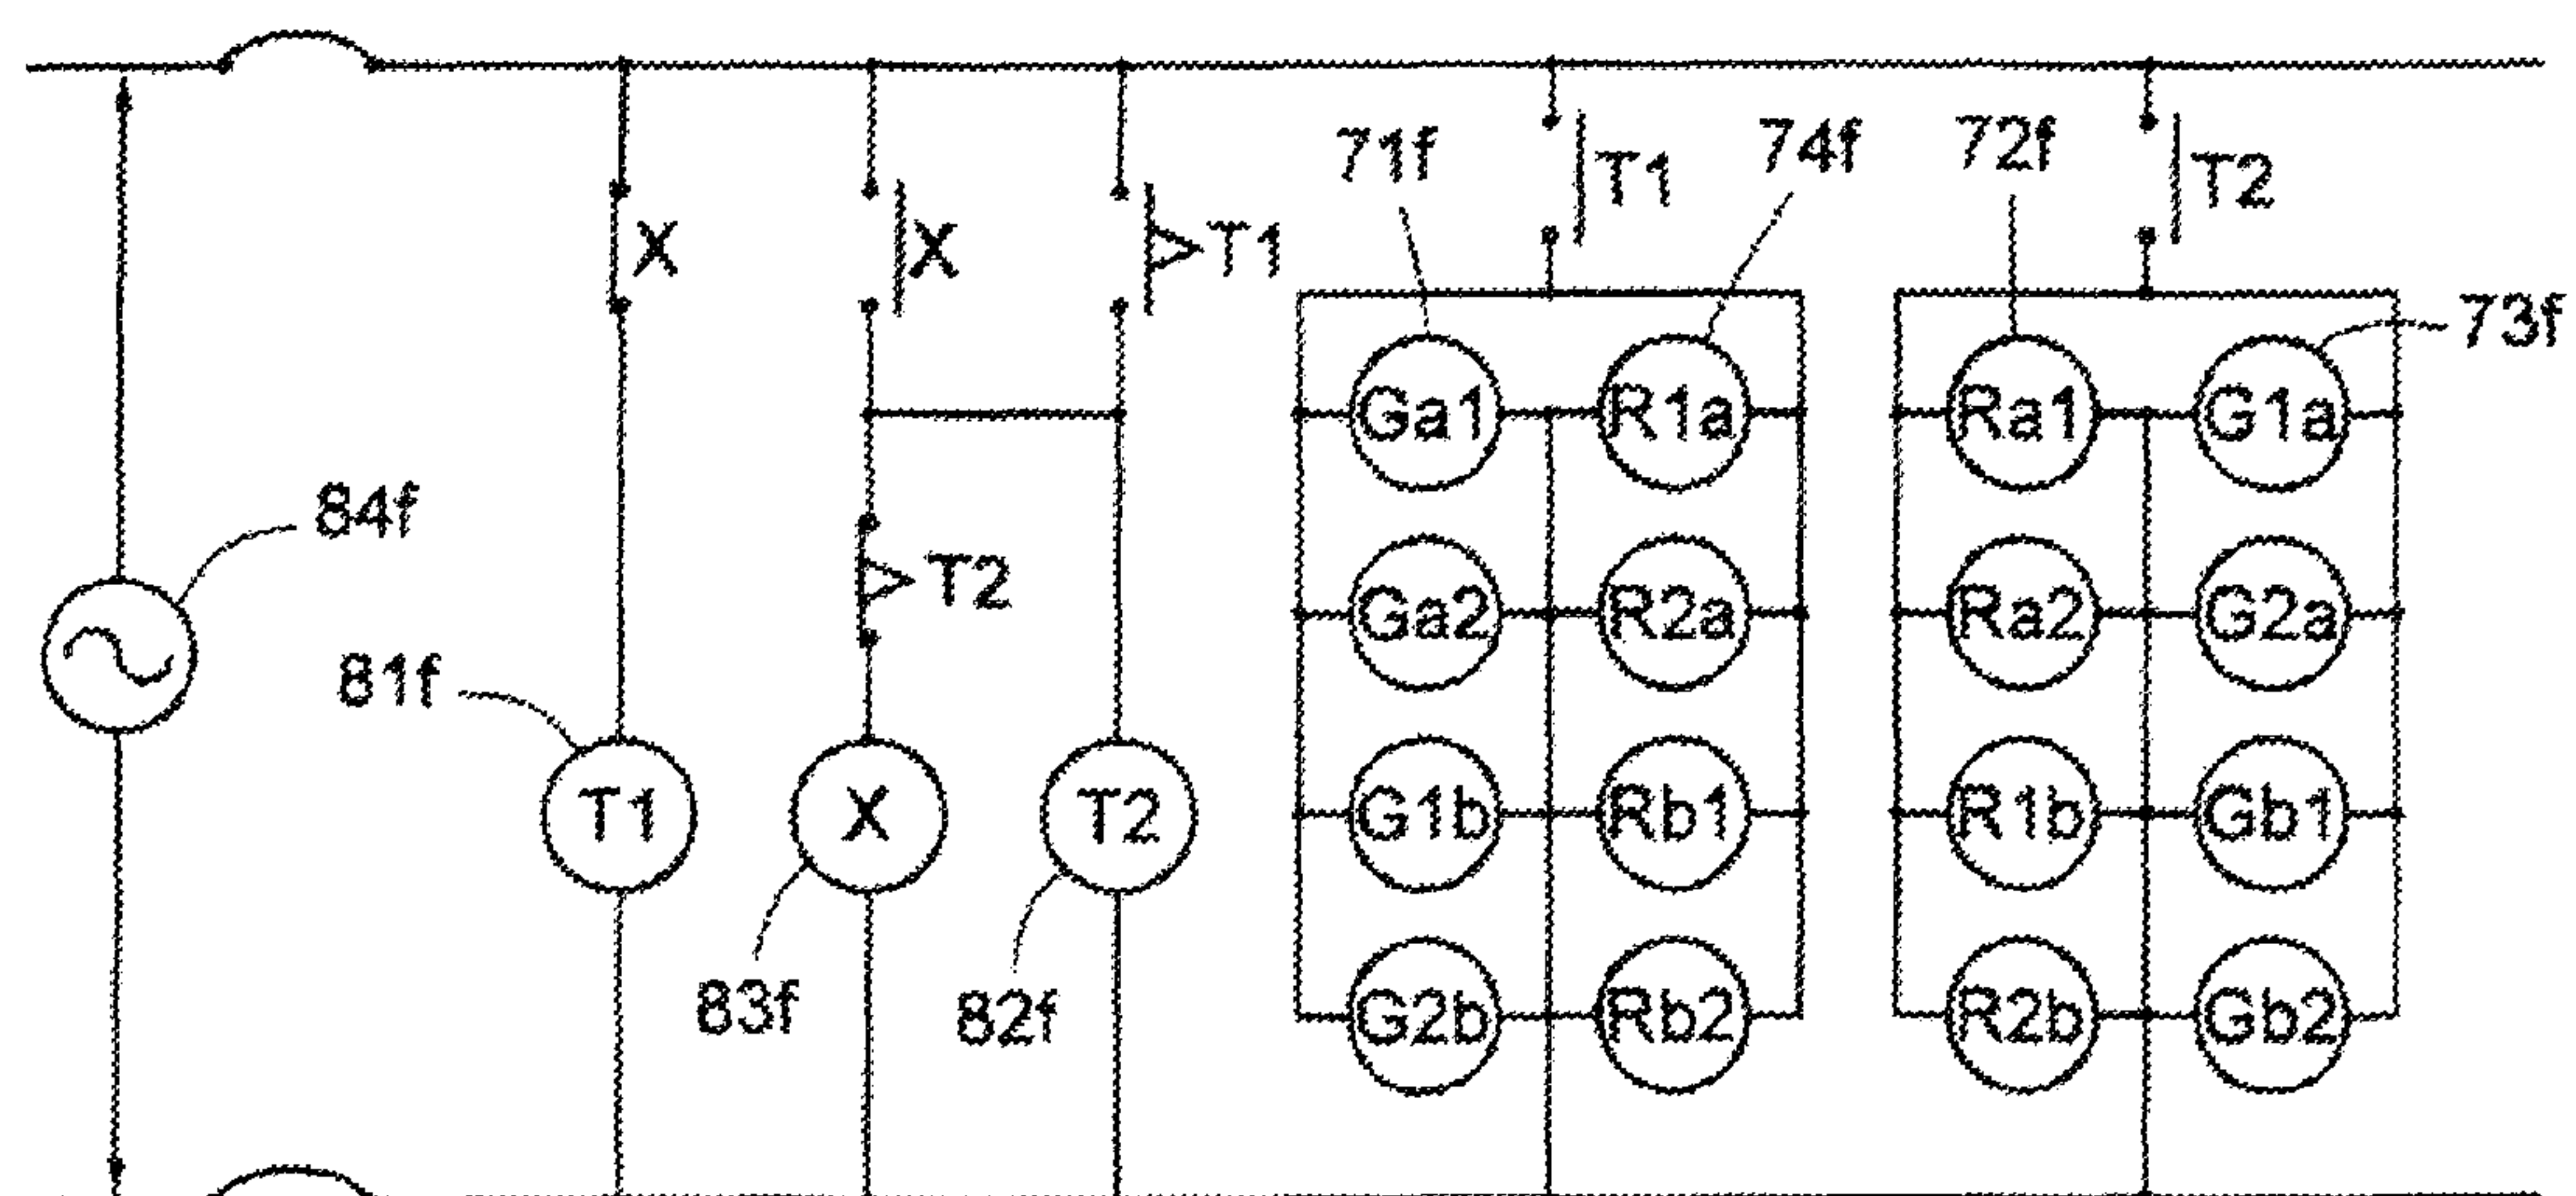 71f 74f 72f
T1 T2
X X T1
73f
Ga1 R1a Ra1 G1a
84f
T2
Ga2 R2a Ra2 G2a
81f
T1 X T2
G1b Rb1 R1b Gb1
83f 82f
G2b Rb2 R2b Gb2